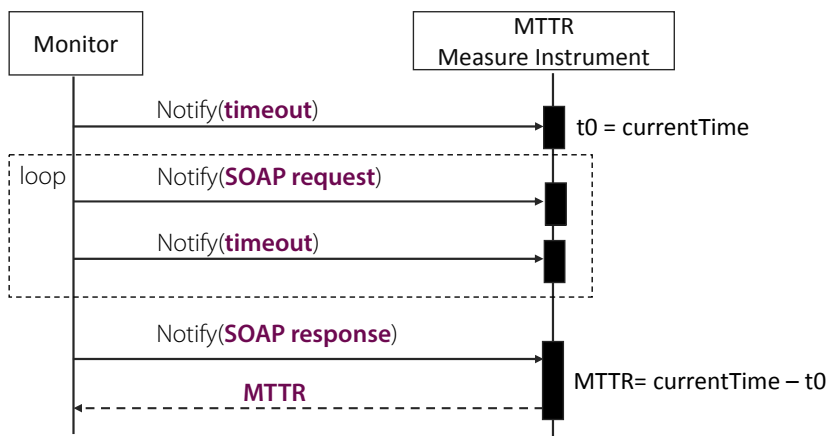 Monitor
MTTR
Measure Instrument
Notify(timeout)
t0 = currentTime
loop
Notify(SOAP request)
Notify(timeout)
Notify(SOAP response)
MTTR= currentTime – t0
MTTR